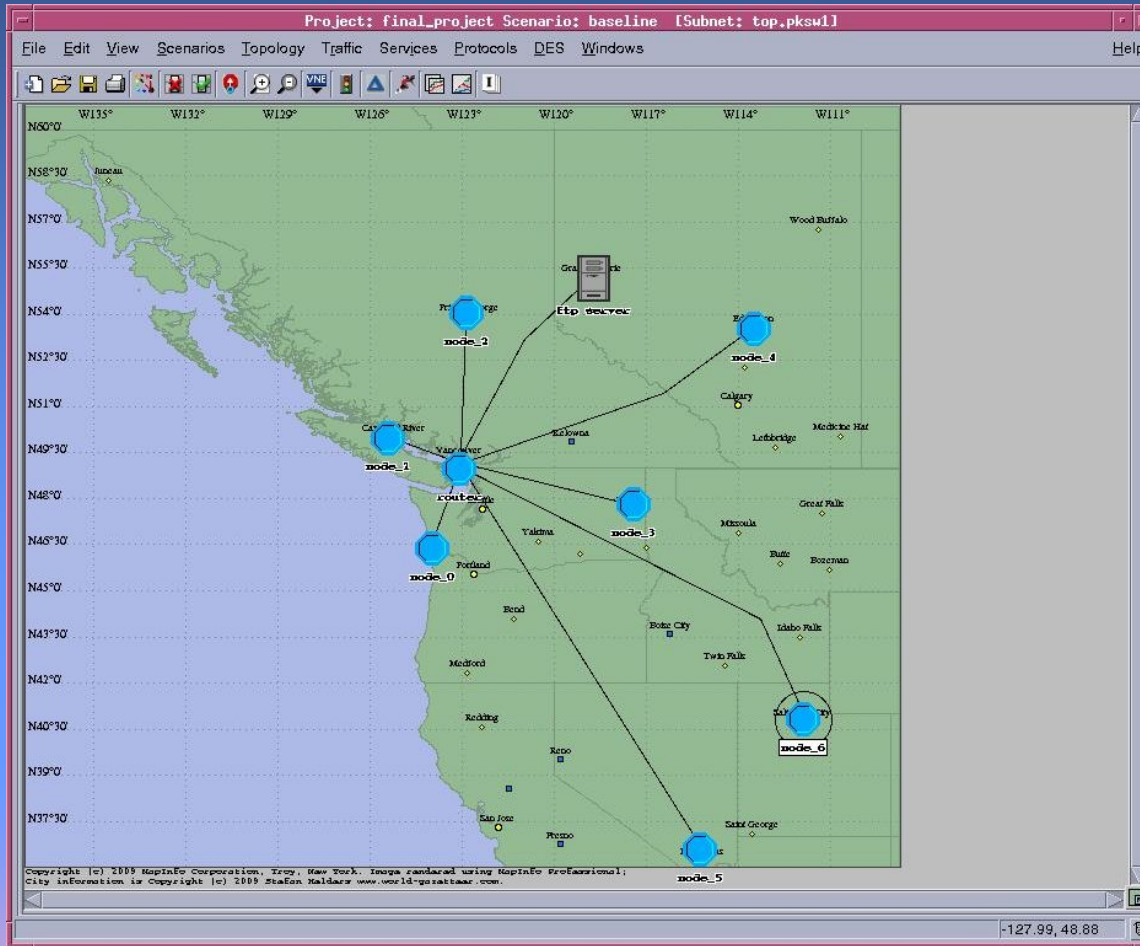 Project: final_project Scenario: baseline [Subnet: top.pksw1]
File Edit View Scenarios Topology Traffic Services Protocols DES Windows Help
VNE
W135° W132° W129° W126° W123° W120° W117° W114° W111°
N60°0'
N58°30'
Juneau
N57°0'
Wood Buffalo
N55°30'
N54°0'
ftp server
node_2
node_4
N52°30'
N51°0'
Calgary
Kelowna
Medicine Hat
Lethbridge
N49°30'
Vancouver
node_1
router
N48°0'
Great Falls
node_3
Missoula
Yakima
N46°30'
Butte
Bozeman
Portland
node_0
N45°0'
Bend
Boise City
Idaho Falls
N43°30'
Twin Falls
Medford
N42°0'
Redding
N40°30'
node_6
Reno
N39°0'
N37°30'
San Jose
Saint George
Fresno
node_5
Copyright (c) 2009 MapInfo Corporation, Troy, New York. Image rendered using MapInfo Professional;
City information is Copyright (c) 2009 Stefan Helders www.world-gazetteer.com.
-127.99, 48.88